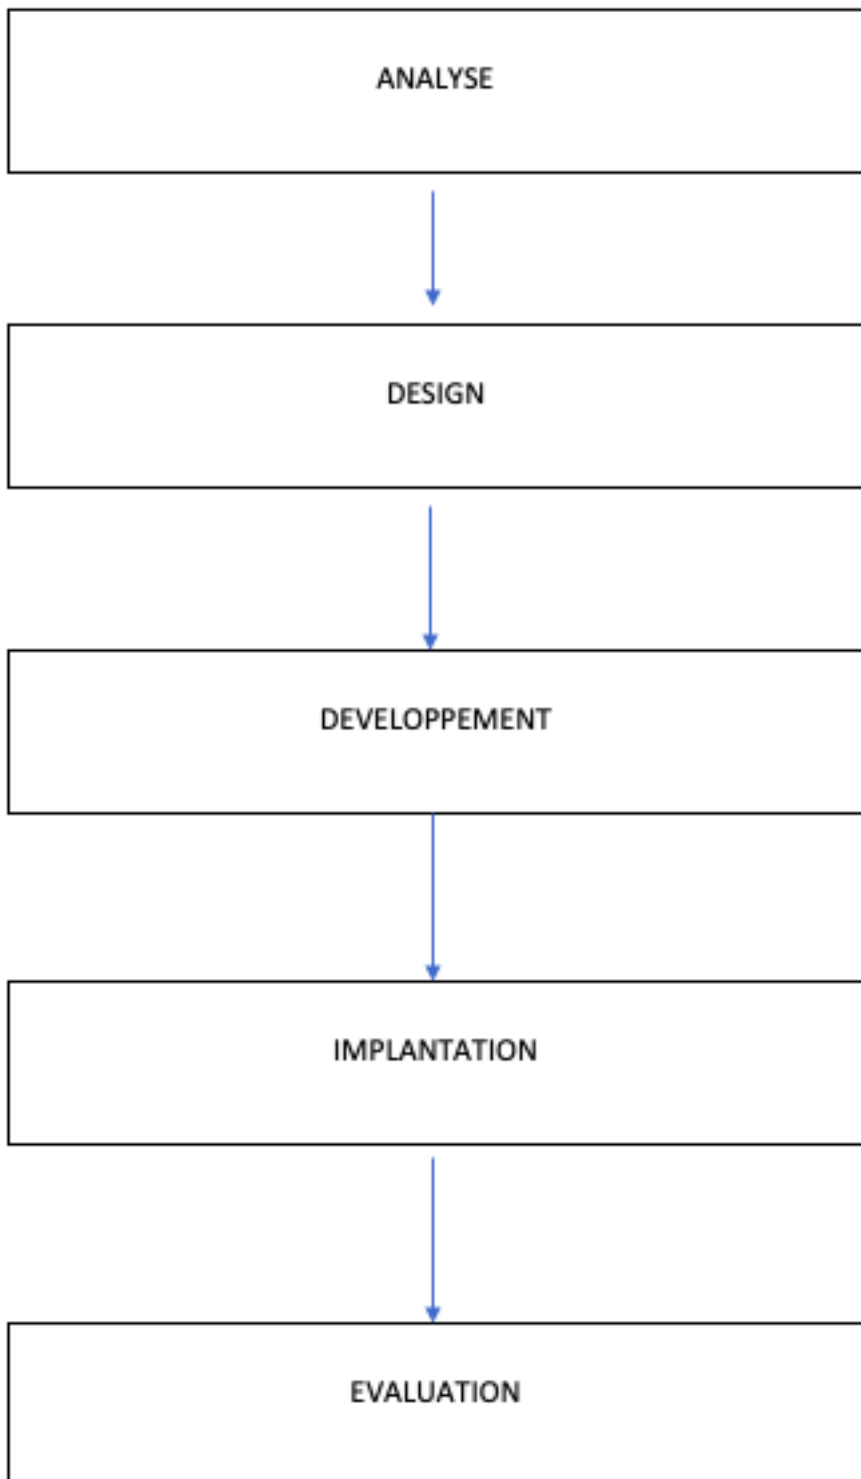 ANALYSE
DESIGN
DEVELOPPEMENT
IMPLANTATION
EVALUATION